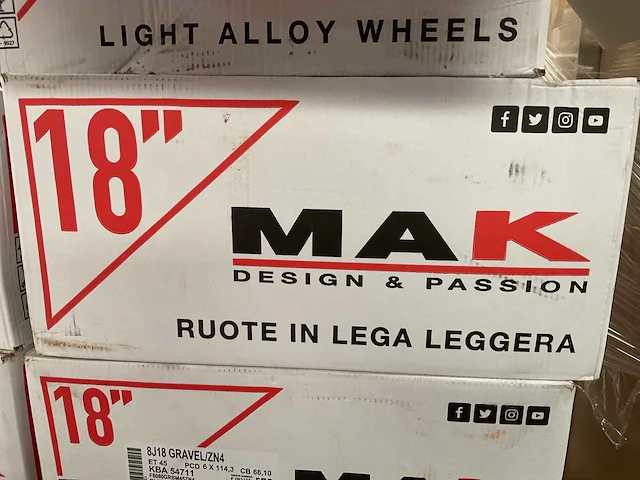 LIGHT ALLOY WHEELS
18"
MAK
DESIGN & PASSION
RUOTE IN LEGA LEGGERA
18"
8J18 GRAVEL/ZN4
ET 45 PCD 6 X 114,3 CB 66,10
KBA 54711
MAK